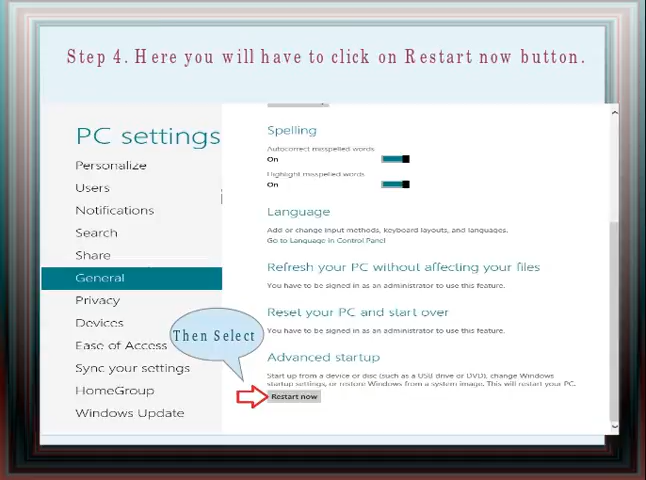 Step 4. Here you will have to click on Restart now button.
PC settings
Personalize
Users
Notifications
Search
Share
General
Privacy
Devices
Ease of Access
Sync your settings
HomeGroup
Windows Update
Then Select
Spelling
Autocorrect misspelled words
On
Highlight misspelled words
On
Language
Add or change input methods, keyboard layouts, and languages.
Go to Language in Control Panel
Refresh your PC without affecting your files
You have to be signed in as an administrator to use this feature.
Reset your PC and start over
You have to be signed in as an administrator to use this feature.
Advanced startup
Start up from a device or disc (such as a USB drive or DVD), change Windows
startup settings, or restore Windows from a system image. This will restart your PC.
Restart now